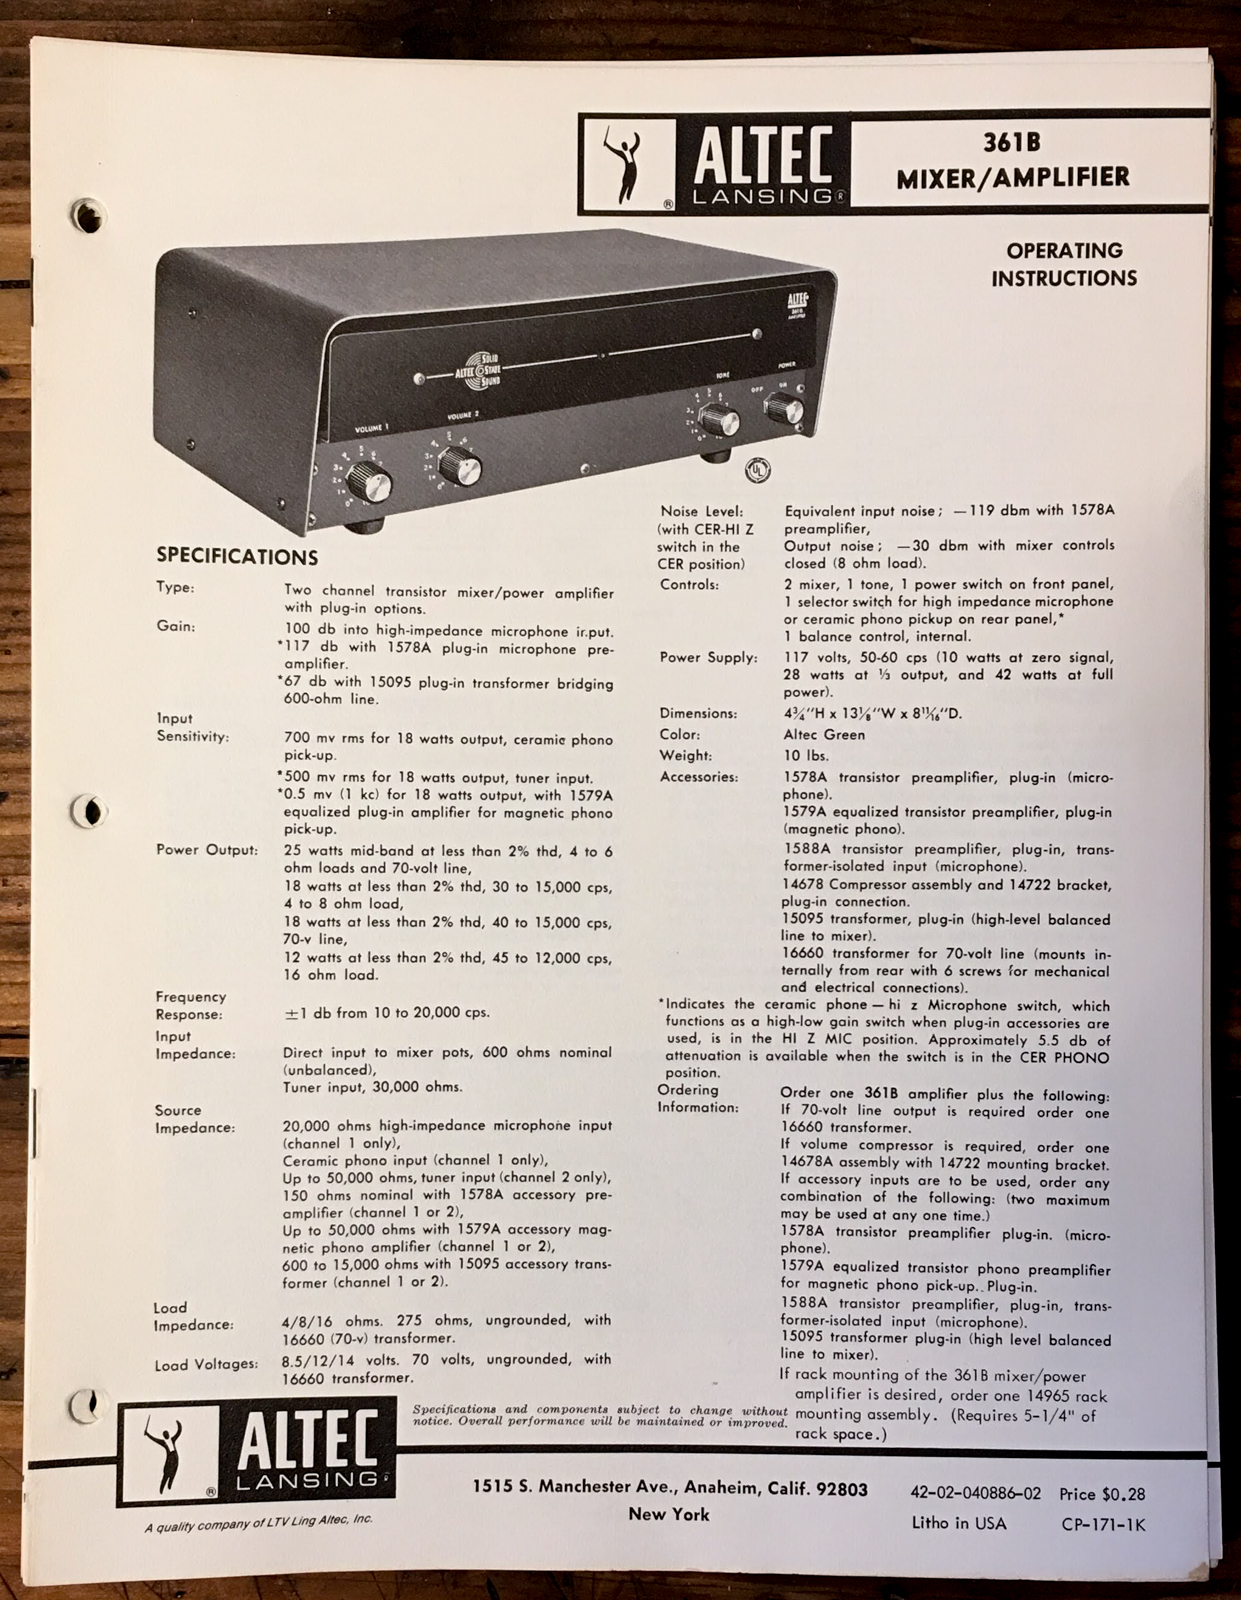 ALTEC
LANSING®
®
361B
MIXER/AMPLIFIER
OPERATING
INSTRUCTIONS
ALTEC
361B
AMPLIFIER
SOLID
ALTEC STATE
SOUND
VOLUME 1
VOLUME 2
TONE
POWER
OFF ON
UL
SPECIFICATIONS
Type: Two channel transistor mixer/power amplifier
with plug-in options.
Gain: 100 db into high-impedance microphone ir.put.
*117 db with 1578A plug-in microphone pre-
amplifier.
*67 db with 15095 plug-in transformer bridging
600-ohm line.
Input
Sensitivity: 700 mv rms for 18 watts output, ceramic phono
pick-up.
*500 mv rms for 18 watts output, tuner input.
*0.5 mv (1 kc) for 18 watts output, with 1579A
equalized plug-in amplifier for magnetic phono
pick-up.
Power Output: 25 watts mid-band at less than 2% thd, 4 to 6
ohm loads and 70-volt line,
18 watts at less than 2% thd, 30 to 15,000 cps,
4 to 8 ohm load,
18 watts at less than 2% thd, 40 to 15,000 cps,
70-v line,
12 watts at less than 2% thd, 45 to 12,000 cps,
16 ohm load.
Frequency
Response: ±1 db from 10 to 20,000 cps.
Input
Impedance: Direct input to mixer pots, 600 ohms nominal
(unbalanced),
Tuner input, 30,000 ohms.
Source
Impedance: 20,000 ohms high-impedance microphone input
(channel 1 only),
Ceramic phono input (channel 1 only),
Up to 50,000 ohms, tuner input (channel 2 only),
150 ohms nominal with 1578A accessory pre-
amplifier (channel 1 or 2),
Up to 50,000 ohms with 1579A accessory mag-
netic phono amplifier (channel 1 or 2),
600 to 15,000 ohms with 15095 accessory trans-
former (channel 1 or 2).
Load
Impedance: 4/8/16 ohms. 275 ohms, ungrounded, with
16660 (70-v) transformer.
Load Voltages: 8.5/12/14 volts. 70 volts, ungrounded, with
16660 transformer.
Noise Level: Equivalent input noise; —119 dbm with 1578A
(with CER-HI Z preamplifier,
switch in the Output noise; —30 dbm with mixer controls
CER position) closed (8 ohm load).
Controls: 2 mixer, 1 tone, 1 power switch on front panel,
1 selector switch for high impedance microphone
or ceramic phono pickup on rear panel,*
1 balance control, internal.
Power Supply: 117 volts, 50-60 cps (10 watts at zero signal,
28 watts at ⅓ output, and 42 watts at full
power).
Dimensions: 4¾"H x 13⅛"W x 8¹¹⁄₁₆"D.
Color: Altec Green
Weight: 10 lbs.
Accessories: 1578A transistor preamplifier, plug-in (micro-
phone).
1579A equalized transistor preamplifier, plug-in
(magnetic phono).
1588A transistor preamplifier, plug-in, trans-
former-isolated input (microphone).
14678 Compressor assembly and 14722 bracket,
plug-in connection.
15095 transformer, plug-in (high-level balanced
line to mixer).
16660 transformer for 70-volt line (mounts in-
ternally from rear with 6 screws for mechanical
and electrical connections).
*Indicates the ceramic phone — hi z Microphone switch, which
functions as a high-low gain switch when plug-in accessories are
used, is in the HI Z MIC position. Approximately 5.5 db of
attenuation is available when the switch is in the CER PHONO
position.
Ordering
Information: Order one 361B amplifier plus the following:
If 70-volt line output is required order one
16660 transformer.
If volume compressor is required, order one
14678A assembly with 14722 mounting bracket.
If accessory inputs are to be used, order any
combination of the following: (two maximum
may be used at any one time.)
1578A transistor preamplifier plug-in. (micro-
phone).
1579A equalized transistor phono preamplifier
for magnetic phono pick-up. Plug-in.
1588A transistor preamplifier, plug-in, trans-
former-isolated input (microphone).
15095 transformer plug-in (high level balanced
line to mixer).
If rack mounting of the 361B mixer/power
amplifier is desired, order one 14965 rack
mounting assembly. (Requires 5-1/4" of
rack space.)
Specifications and components subject to change without
notice. Overall performance will be maintained or improved.
ALTEC
LANSING®
®
A quality company of LTV Ling Altec, Inc.
1515 S. Manchester Ave., Anaheim, Calif. 92803
New York
42-02-040886-02 Price $0.28
Litho in USA CP-171-1K